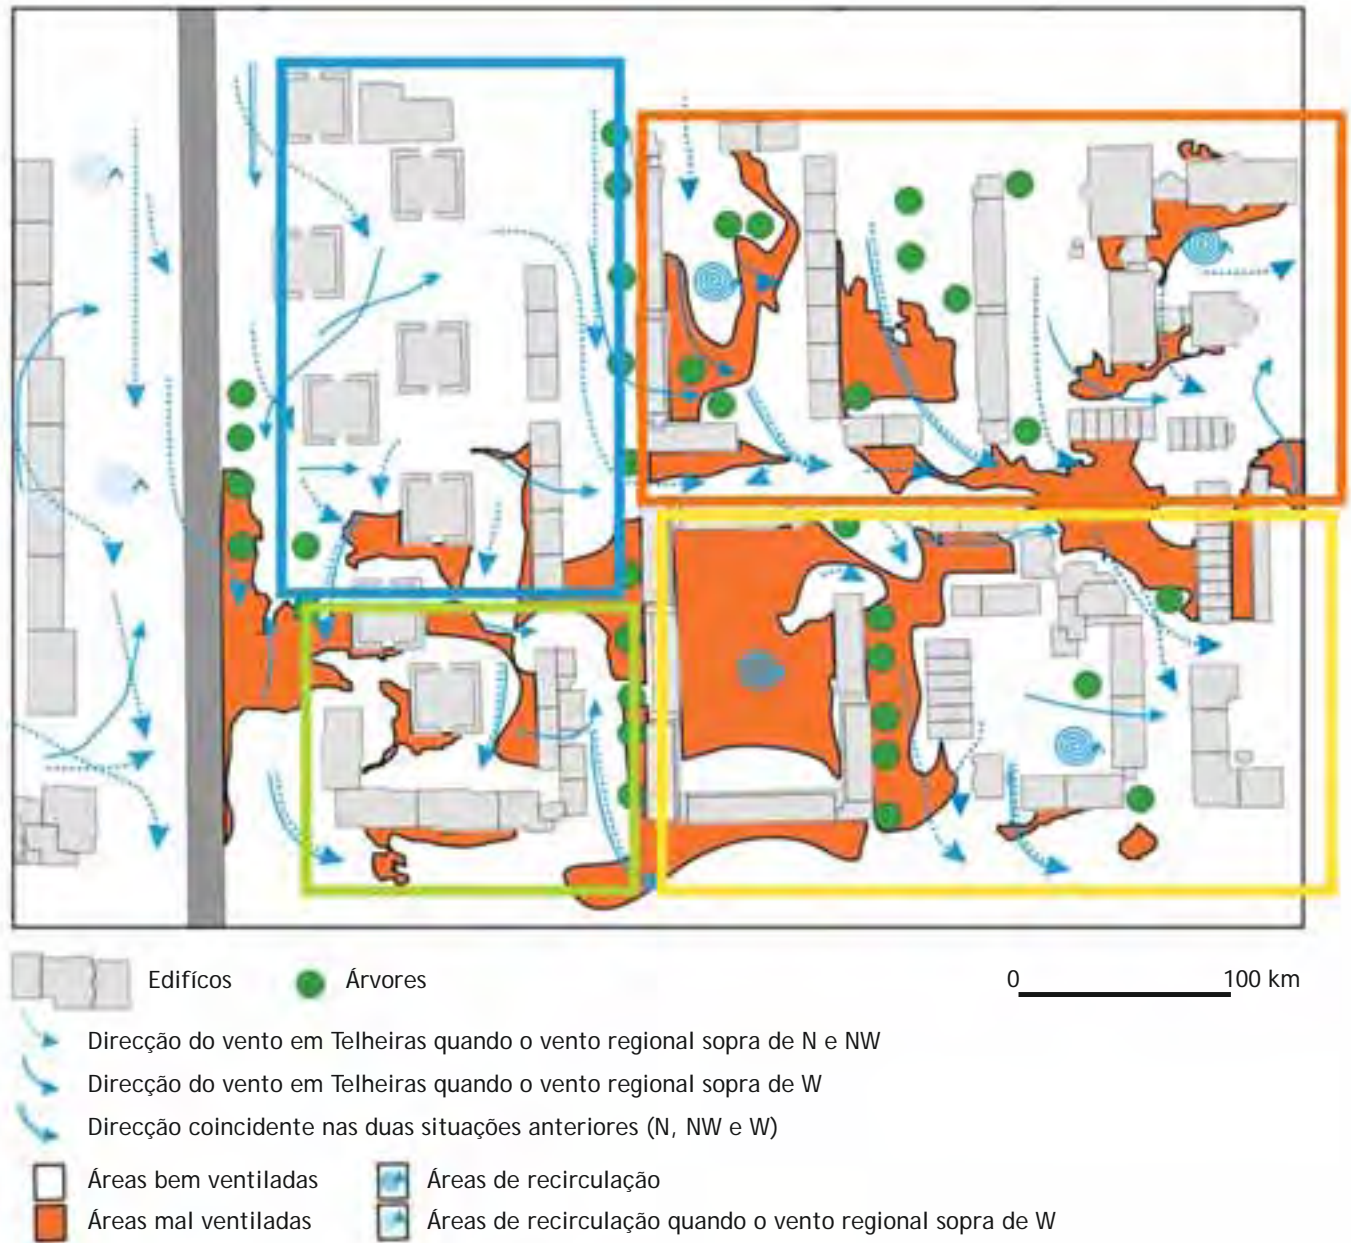 Edifícos
Árvores
0 100 km
Direcção do vento em Telheiras quando o vento regional sopra de N e NW
Direcção do vento em Telheiras quando o vento regional sopra de W
Direcção coincidente nas duas situações anteriores (N, NW e W)
Áreas bem ventiladas
Áreas de recirculação
Áreas mal ventiladas
Áreas de recirculação quando o vento regional sopra de W